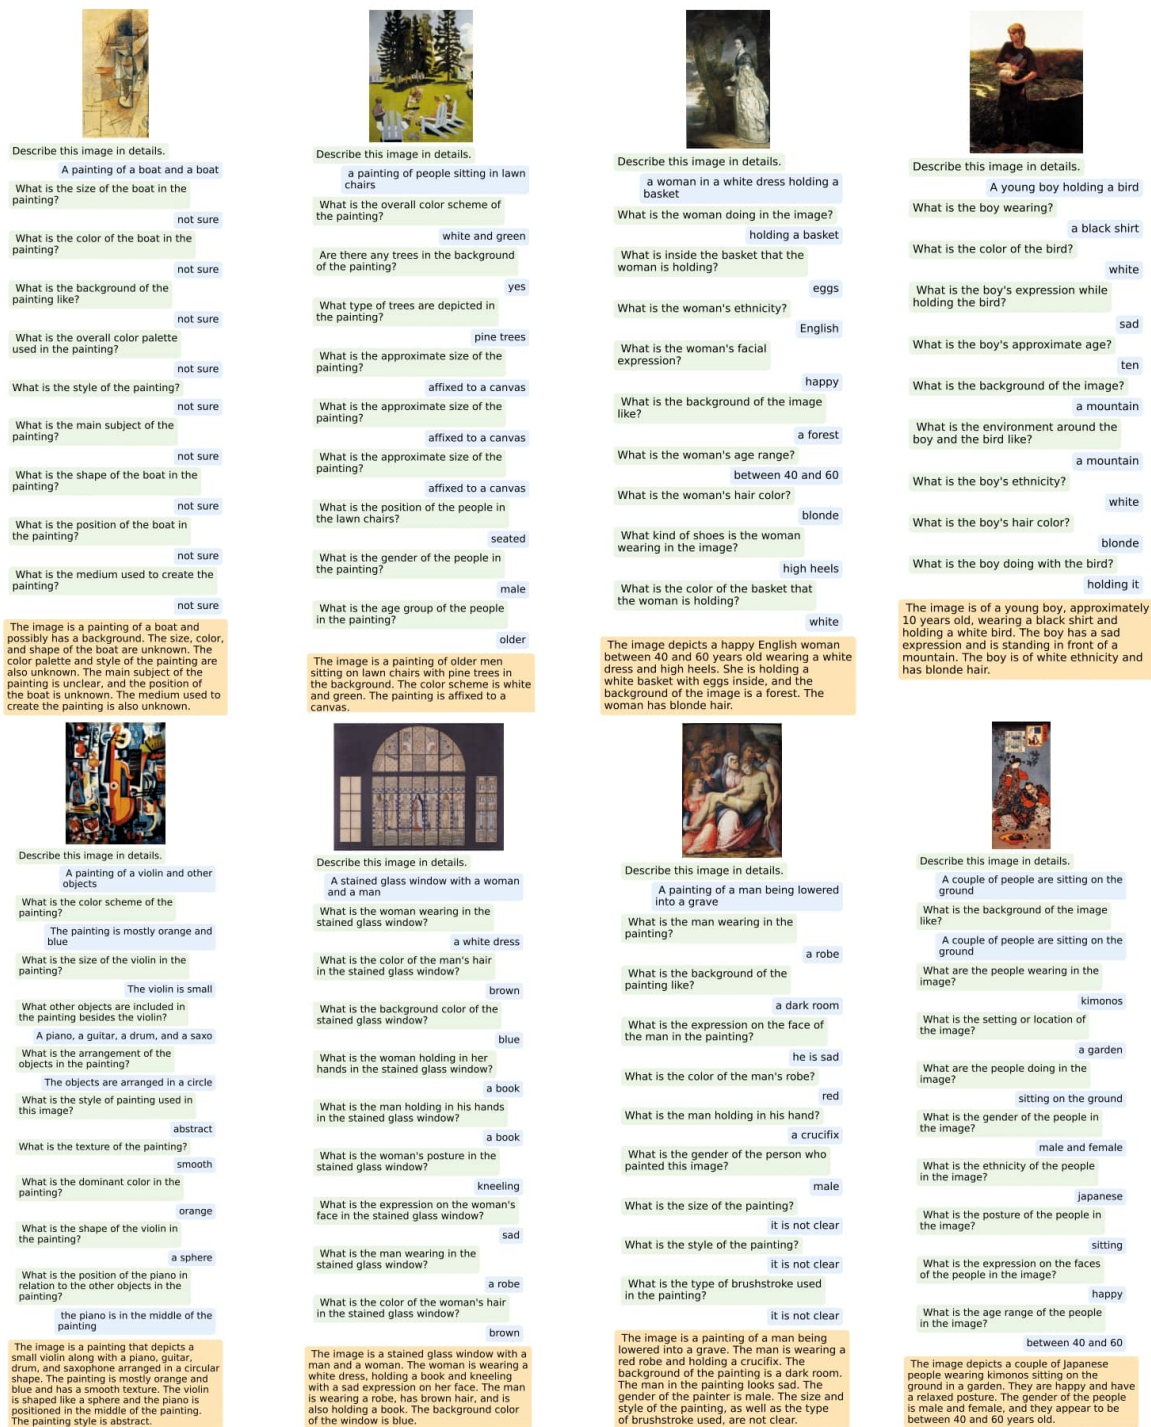 Describe this image in details.
A painting of a boat and a boat
What is the size of the boat in the
painting?
not sure
What is the color of the boat in the
painting?
not sure
What is the background of the
painting like?
not sure
What is the overall color palette
used in the painting?
not sure
What is the style of the painting?
not sure
What is the main subject of the
painting?
not sure
What is the shape of the boat in the
painting?
not sure
What is the position of the boat in
the painting?
not sure
What is the medium used to create the
painting?
not sure
The image is a painting of a boat and
possibly has a background. The size, color,
and shape of the boat are unknown. The
color palette and style of the painting are
also unknown. The main subject of the
painting is unclear, and the position of
the boat is unknown. The medium used to
create the painting is also unknown.
Describe this image in details.
a painting of people sitting in lawn
chairs
What is the overall color scheme of
the painting?
white and green
Are there any trees in the background
of the painting?
yes
What type of trees are depicted in
the painting?
pine trees
What is the approximate size of the
painting?
affixed to a canvas
What is the approximate size of the
painting?
affixed to a canvas
What is the approximate size of the
painting?
affixed to a canvas
What is the position of the people in
the lawn chairs?
seated
What is the gender of the people in
the painting?
male
What is the age group of the people
in the painting?
older
The image is a painting of older men
sitting on lawn chairs with pine trees in
the background. The color scheme is white
and green. The painting is affixed to a
canvas.
Describe this image in details.
a woman in a white dress holding a
basket
What is the woman doing in the image?
holding a basket
What is inside the basket that the
woman is holding?
eggs
What is the woman's ethnicity?
English
What is the woman's facial
expression?
happy
What is the background of the image
like?
a forest
What is the woman's age range?
between 40 and 60
What is the woman's hair color?
blonde
What kind of shoes is the woman
wearing in the image?
high heels
What is the color of the basket that
the woman is holding?
white
The image depicts a happy English woman
between 40 and 60 years old wearing a white
dress and high heels. She is holding a
white basket with eggs inside, and the
background of the image is a forest. The
woman has blonde hair.
Describe this image in details.
A young boy holding a bird
What is the boy wearing?
a black shirt
What is the color of the bird?
white
What is the boy's expression while
holding the bird?
sad
What is the boy's approximate age?
ten
What is the background of the image?
a mountain
What is the environment around the
boy and the bird like?
a mountain
What is the boy's ethnicity?
white
What is the boy's hair color?
blonde
What is the boy doing with the bird?
holding it
The image is of a young boy, approximately
10 years old, wearing a black shirt and
holding a white bird. The boy has a sad
expression and is standing in front of a
mountain. The boy is of white ethnicity and
has blonde hair.
Describe this image in details.
A painting of a violin and other
objects
What is the color scheme of the
painting?
The painting is mostly orange and
blue
What is the size of the violin in the
painting?
The violin is small
What other objects are included in
the painting besides the violin?
A piano, a guitar, a drum, and a saxo
What is the arrangement of the
objects in the painting?
The objects are arranged in a circle
What is the style of painting used in
this image?
abstract
What is the texture of the painting?
smooth
What is the dominant color in the
painting?
orange
What is the shape of the violin in
the painting?
a sphere
What is the position of the piano in
relation to the other objects in the
painting?
the piano is in the middle of the
painting
The image is a painting that depicts a
small violin along with a piano, guitar,
drum, and saxophone arranged in a circular
shape. The painting is mostly orange and
blue and has a smooth texture. The violin
is shaped like a sphere and the piano is
positioned in the middle of the painting.
The painting style is abstract.
Describe this image in details.
A stained glass window with a woman
and a man
What is the woman wearing in the
stained glass window?
a white dress
What is the color of the man's hair
in the stained glass window?
brown
What is the background color of the
stained glass window?
blue
What is the woman holding in her
hands in the stained glass window?
a book
What is the man holding in his hands
in the stained glass window?
a book
What is the woman's posture in the
stained glass window?
kneeling
What is the expression on the woman's
face in the stained glass window?
sad
What is the man wearing in the
stained glass window?
a robe
What is the color of the woman's hair
in the stained glass window?
brown
The image is a stained glass window with a
man and a woman. The woman is wearing a
white dress, holding a book and kneeling
with a sad expression on her face. The man
is wearing a robe, has brown hair, and is
also holding a book. The background color
of the window is blue.
Describe this image in details.
A painting of a man being lowered
into a grave
What is the man wearing in the
painting?
a robe
What is the background of the
painting like?
a dark room
What is the expression on the face of
the man in the painting?
he is sad
What is the color of the man's robe?
red
What is the man holding in his hand?
a crucifix
What is the gender of the person who
painted this image?
male
What is the size of the painting?
it is not clear
What is the style of the painting?
it is not clear
What is the type of brushstroke used
in the painting?
it is not clear
The image is a painting of a man being
lowered into a grave. The man is wearing a
red robe and holding a crucifix. The
background of the painting is a dark room.
The man in the painting looks sad. The
gender of the painter is male. The size and
style of the painting, as well as the type
of brushstroke used, are not clear.
Describe this image in details.
A couple of people are sitting on the
ground
What is the background of the image
like?
A couple of people are sitting on the
ground
What are the people wearing in the
image?
kimonos
What is the setting or location of
the image?
a garden
What are the people doing in the
image?
sitting on the ground
What is the gender of the people in
the image?
male and female
What is the ethnicity of the people
in the image?
japanese
What is the posture of the people in
the image?
sitting
What is the expression on the faces
of the people in the image?
happy
What is the age range of the people
in the image?
between 40 and 60
The image depicts a couple of Japanese
people wearing kimonos sitting on the
ground in a garden. They are happy and have
a relaxed posture. The gender of the people
is male and female, and they appear to be
between 40 and 60 years old.